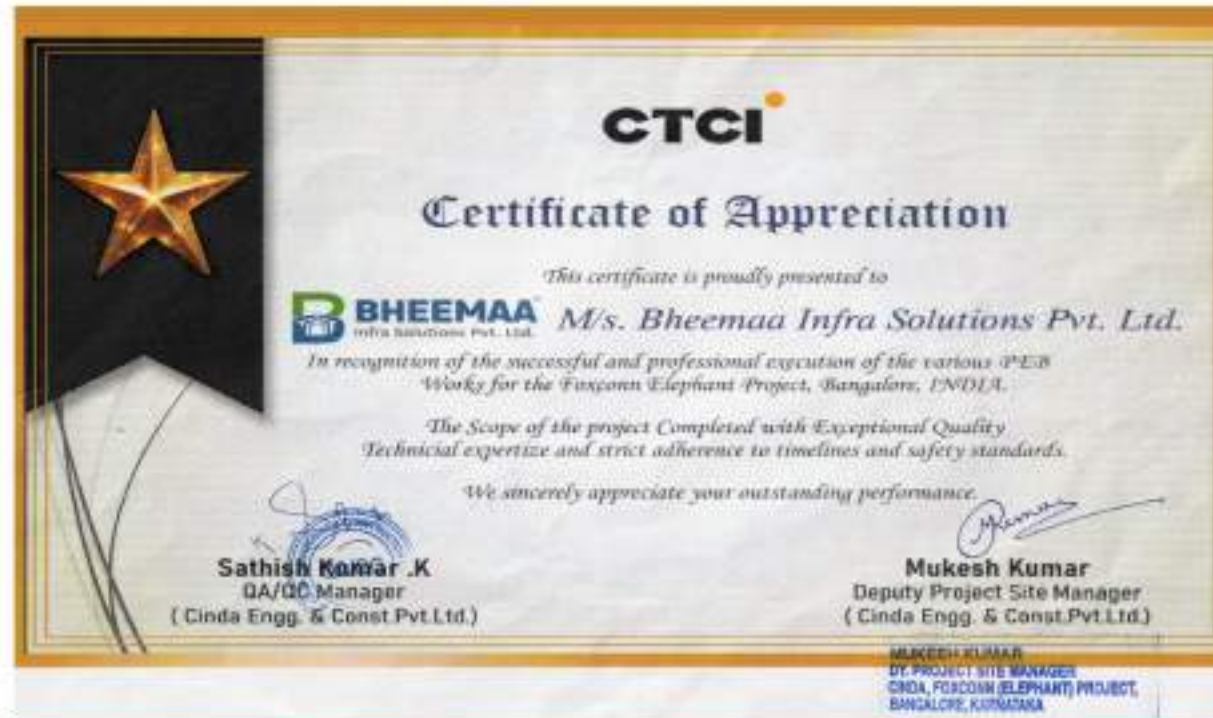 CTCI
Certificate of Appreciation
This certificate is proudly presented to
BHEEMAA
Infra Solutions Pvt. Ltd.
M/s. Bheemaa Infra Solutions Pvt. Ltd.
In recognition of the successful and professional execution of the various PEB
Works for the Foxconn Elephant Project, Bangalore, INDIA.
The Scope of the project Completed with Exceptional Quality
Technicial expertize and strict adherence to timelines and safety standards.
We sincerely appreciate your outstanding performance.
Sathish Kumar .K
QA/QC Manager
( Cinda Engg. & Const.Pvt.Ltd.)
Mukesh Kumar
Deputy Project Site Manager
( Cinda Engg. & Const.Pvt.Ltd.)
MUKESH KUMAR
DY. PROJECT SITE MANAGER
CINDA, FOXCONN (ELEPHANT) PROJECT,
BANGALORE, KARNATAKA